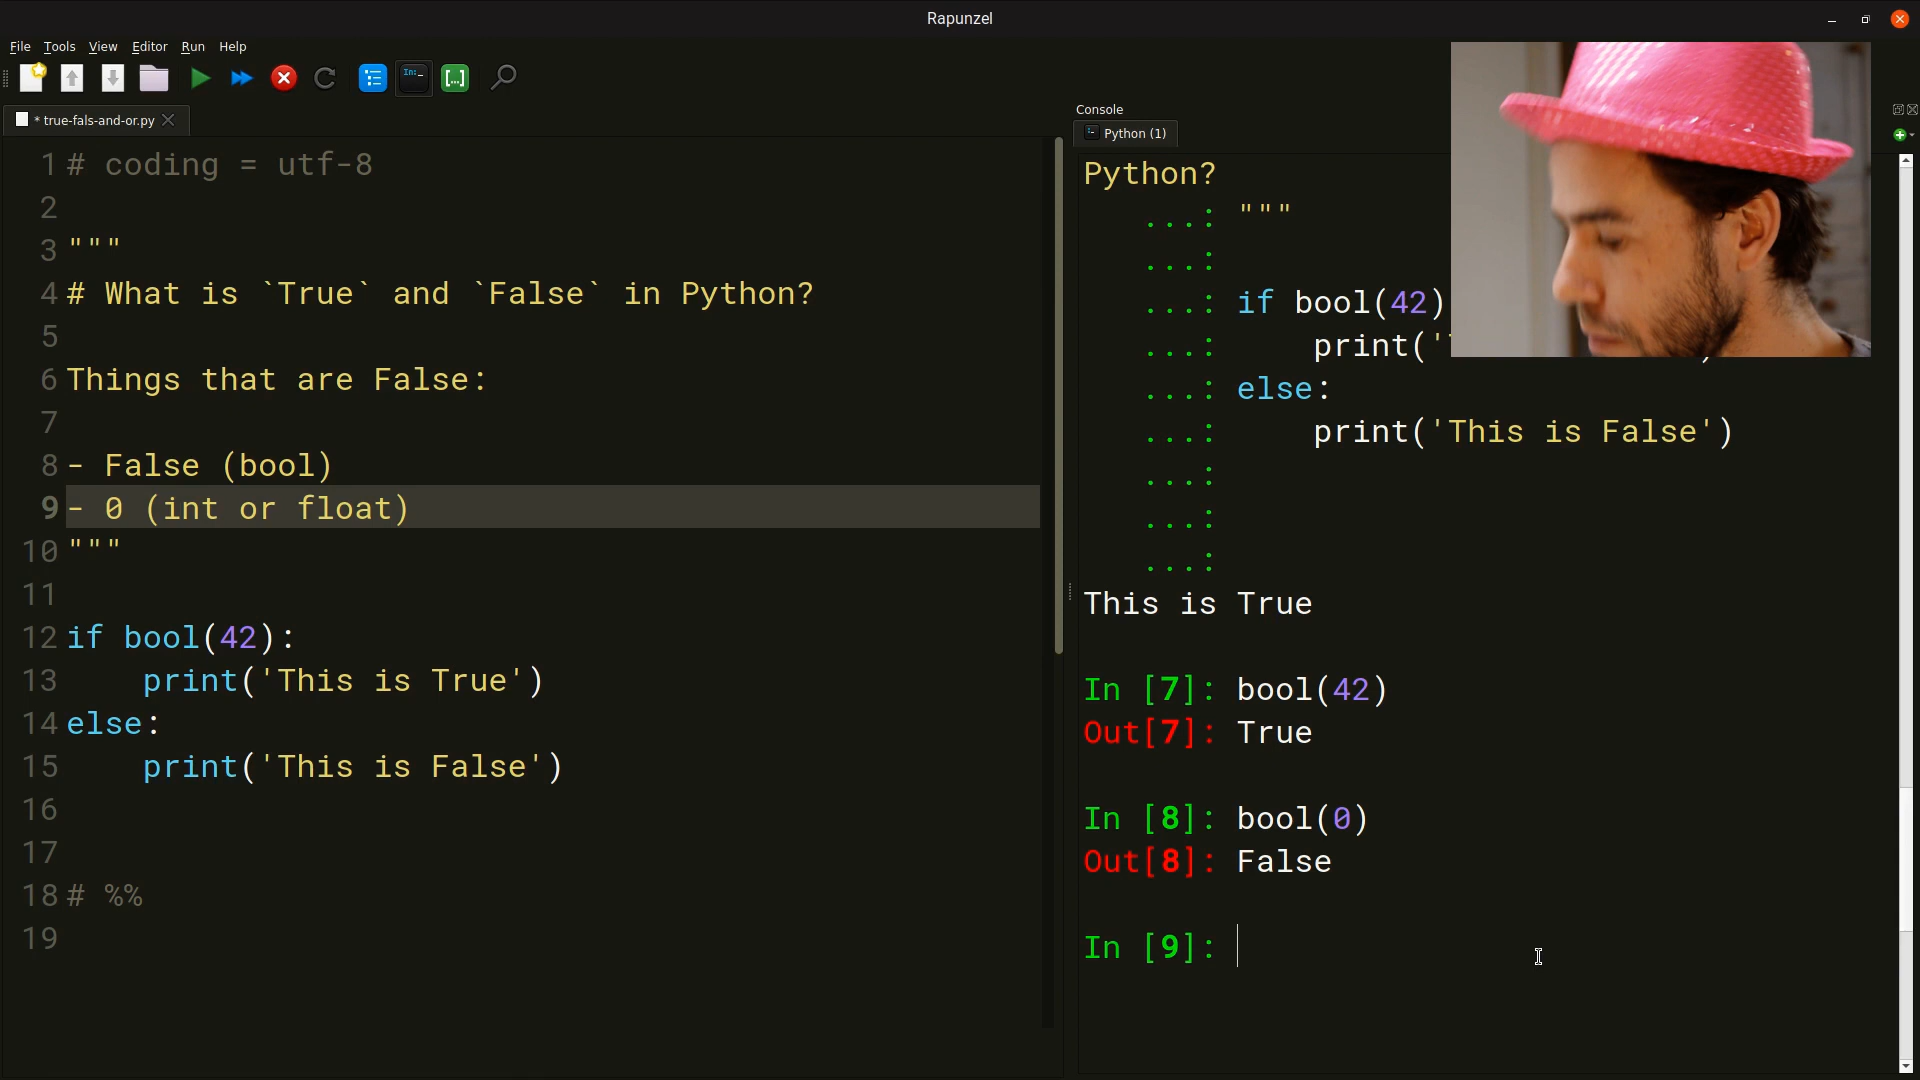 Rapunzel
File Tools View Editor Run Help
In:
[...]
* true-fals-and-or.py
1 # coding = utf-8
2
3 """
4 # What is `True` and `False` in Python?
5
6 Things that are False:
7
8 - False (bool)
9 - 0 (int or float)
10 """
11
12 if bool(42):
13     print('This is True')
14 else:
15     print('This is False')
16
17
18 # %%
19
Console
Python (1)
Python?
...: """
...:
...: if bool(42)
...:     print('
...: else:
...:     print('This is False')
...:
...:
...:
This is True
In [7]: bool(42)
Out[7]: True
In [8]: bool(0)
Out[8]: False
In [9]: